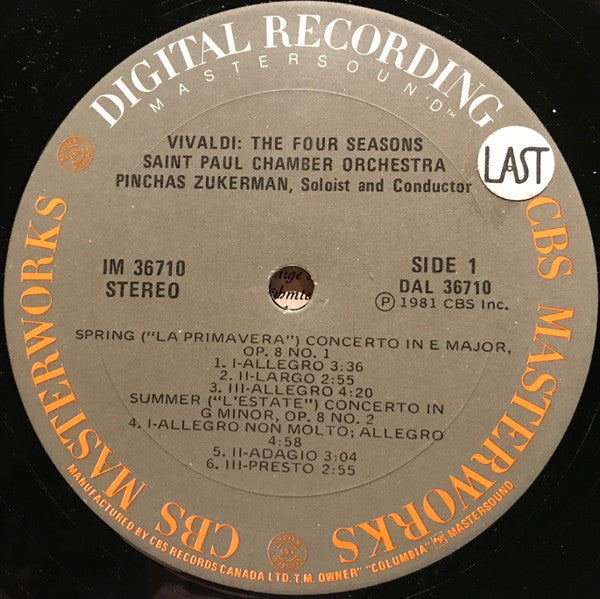 DIGITAL RECORDING
MASTERSOUND™
VIVALDI: THE FOUR SEASONS
SAINT PAUL CHAMBER ORCHESTRA
PINCHAS ZUKERMAN, Soloist and Conductor
LAST
IM 36710
STEREO
SIDE 1
DAL 36710
Ⓟ 1981 CBS Inc.
SPRING ("LA PRIMAVERA") CONCERTO IN E MAJOR,
OP. 8 NO. 1
1. I-ALLEGRO 3:36
2. II-LARGO 2:55
3. III-ALLEGRO 4:20
SUMMER ("L'ESTATE") CONCERTO IN
G MINOR, OP. 8 NO. 2
4. I-ALLEGRO NON MOLTO; ALLEGRO
4:58
5. II-ADAGIO 3:04
6. III-PRESTO 2:55
CBS MASTERWORKS
CBS MASTERWORKS
MANUFACTURED BY CBS RECORDS CANADA LTD. T.M. OWNER "COLUMBIA" MASTERSOUND